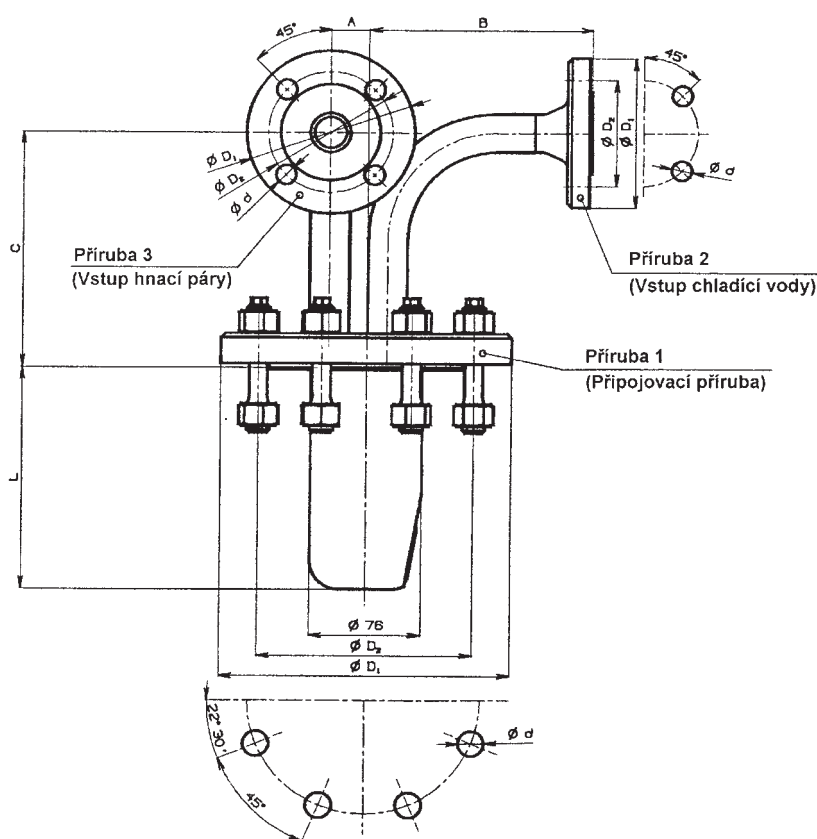 A
B
45°
45°
Ø D₂
Ø D₁
Ø d
Ø D₁
Ø D₂
Ø d
C
Příruba 3
(Vstup hnací páry)
Příruba 2
(Vstup chladící vody)
Příruba 1
(Připojovací příruba)
L
Ø 76
Ø D₂
Ø D₁
22° 30'
Ø d
45°